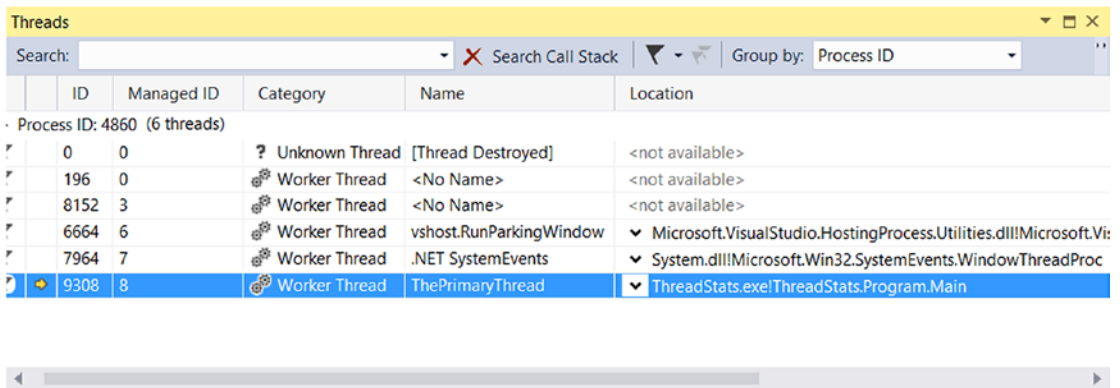 Threads
Search: Search Call Stack Group by: Process ID
ID Managed ID Category Name Location
Process ID: 4860 (6 threads)
0 0 ? Unknown Thread [Thread Destroyed] <not available>
196 0 Worker Thread <No Name> <not available>
8152 3 Worker Thread <No Name> <not available>
6664 6 Worker Thread vshost.RunParkingWindow Microsoft.VisualStudio.HostingProcess.Utilities.dll!Microsoft.Vis
7964 7 Worker Thread .NET SystemEvents System.dll!Microsoft.Win32.SystemEvents.WindowThreadProc
9308 8 Worker Thread ThePrimaryThread ThreadStats.exe!ThreadStats.Program.Main